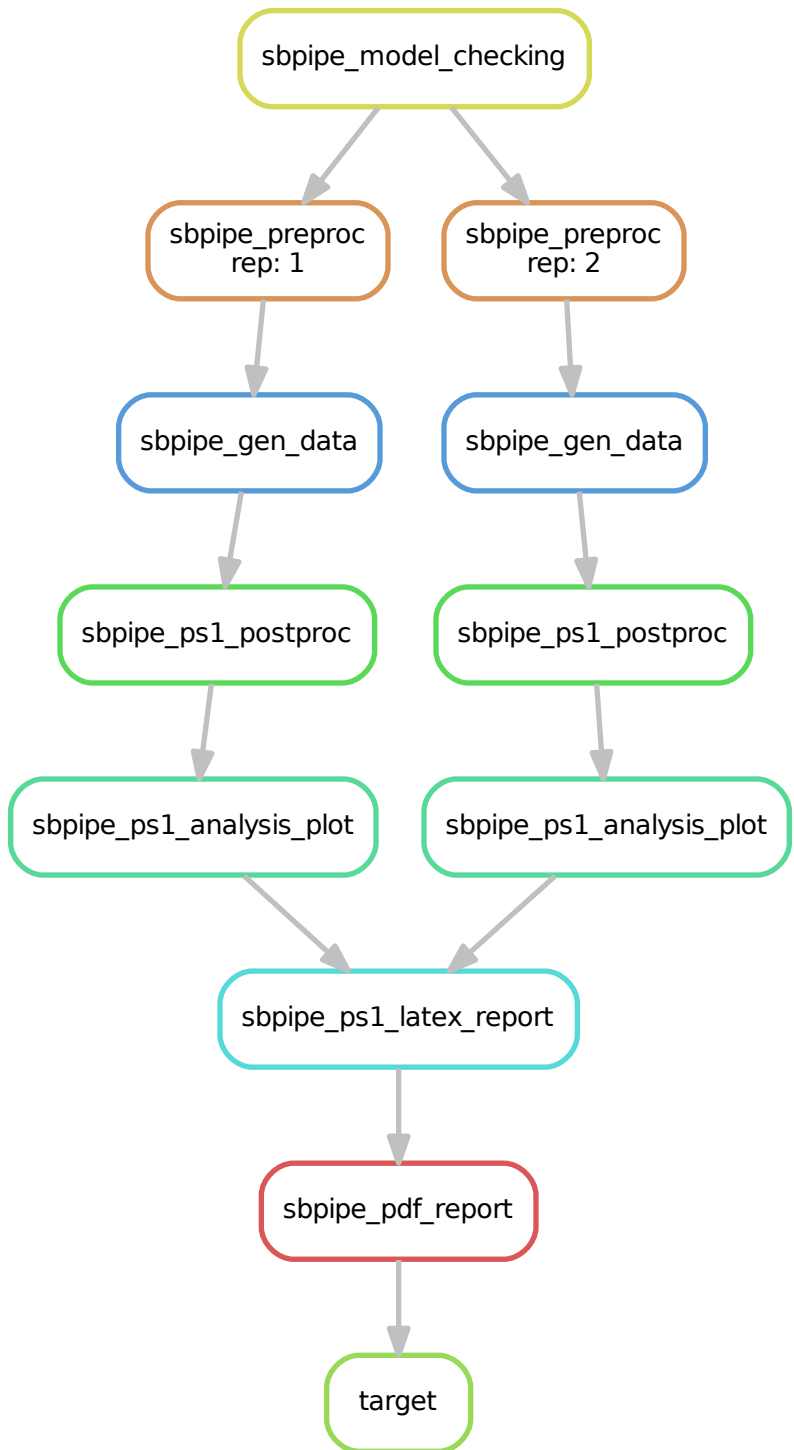 sbpipe_model_checking
sbpipe_preproc
rep: 1
sbpipe_preproc
rep: 2
sbpipe_gen_data
sbpipe_gen_data
sbpipe_ps1_postproc
sbpipe_ps1_postproc
sbpipe_ps1_analysis_plot
sbpipe_ps1_analysis_plot
sbpipe_ps1_latex_report
sbpipe_pdf_report
target